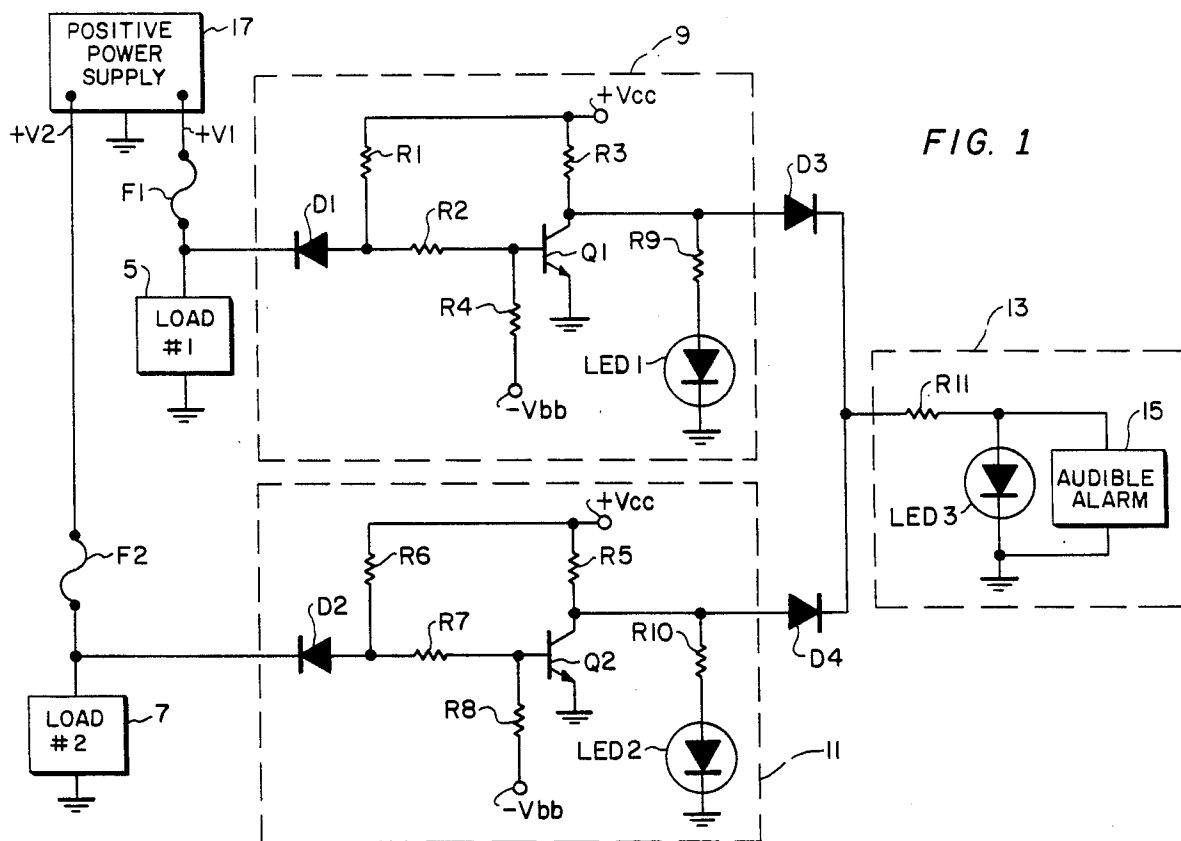 POSITIVE
POWER
SUPPLY
17
+V2
+V1
F1
5
LOAD
#1
9
+Vcc
R1
R3
D1
R2
Q1
R4
-Vbb
R9
LED1
D3
FIG. 1
13
R11
15
LED3
AUDIBLE
ALARM
F2
LOAD
#2
7
+Vcc
R6
R5
D2
R7
Q2
R8
-Vbb
R10
LED2
D4
11